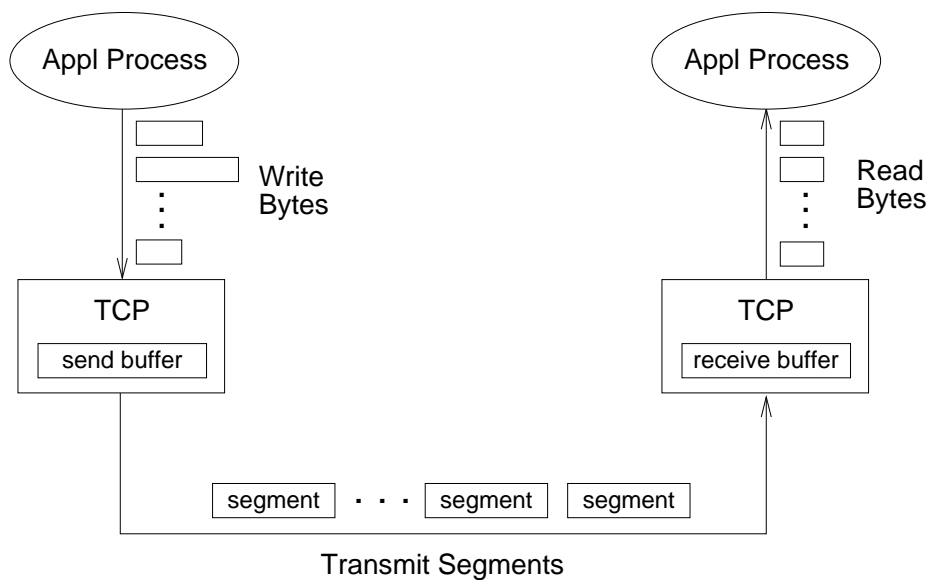 Appl Process
Appl Process
Write
Bytes
Read
Bytes
TCP
TCP
send buffer
receive buffer
segment . . . segment segment
Transmit Segments